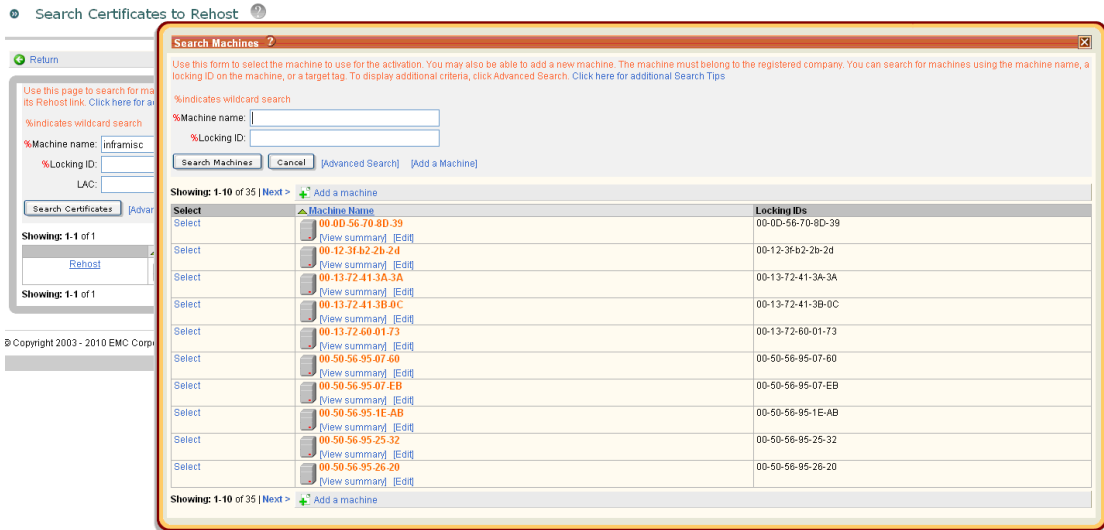 Search Certificates to Rehost ?
Return
Use this page to search for ma
its Rehost link. Click here for a
%indicates wildcard search
%Machine name: inframisc
%Locking ID:
LAC:
Search Certificates [Advar
Showing: 1-1 of 1
Rehost
Showing: 1-1 of 1
© Copyright 2003 - 2010 EMC Corp
Search Machines ?
Use this form to select the machine to use for the activation. You may also be able to add a new machine. The machine must belong to the registered company. You can search for machines using the machine name, a
locking ID on the machine, or a target tag. To display additional criteria, click Advanced Search. Click here for additional Search Tips
%indicates wildcard search
%Machine name:
%Locking ID:
Search Machines Cancel [Advanced Search] [Add a Machine]
Showing: 1-10 of 35 | Next > Add a machine
Select Machine Name Locking IDs
Select 00-0D-56-70-8D-39 00-0D-56-70-8D-39
[View summary] [Edit]
Select 00-12-3f-b2-2b-2d 00-12-3f-b2-2b-2d
[View summary] [Edit]
Select 00-13-72-41-3A-3A 00-13-72-41-3A-3A
[View summary] [Edit]
Select 00-13-72-41-3B-0C 00-13-72-41-3B-0C
[View summary] [Edit]
Select 00-13-72-60-01-73 00-13-72-60-01-73
[View summary] [Edit]
Select 00-50-56-95-07-60 00-50-56-95-07-60
[View summary] [Edit]
Select 00-50-56-95-07-EB 00-50-56-95-07-EB
[View summary] [Edit]
Select 00-50-56-95-1E-AB 00-50-56-95-1E-AB
[View summary] [Edit]
Select 00-50-56-95-25-32 00-50-56-95-25-32
[View summary] [Edit]
Select 00-50-56-95-26-20 00-50-56-95-26-20
[View summary] [Edit]
Showing: 1-10 of 35 | Next > Add a machine